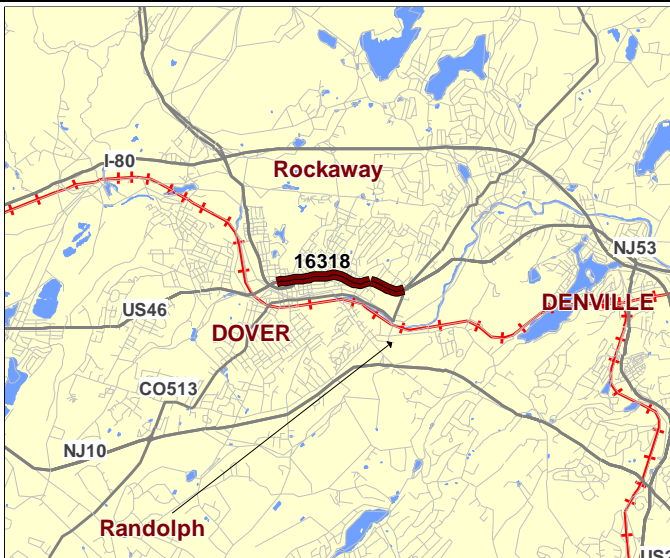 I-80
Rockaway
16318
NJ53
US46
DENVILLE
DOVER
CO513
NJ10
Randolph